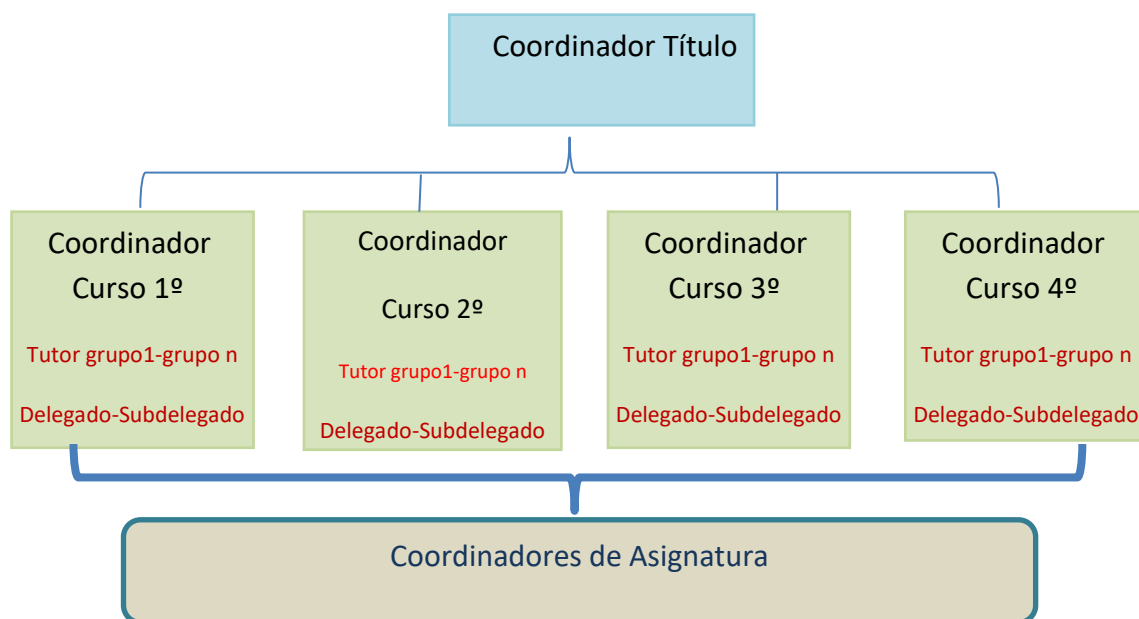 Coordinador Título
Coordinador
Curso 1º
Tutor grupo1-grupo n
Delegado-Subdelegado
Coordinador
Curso 2º
Tutor grupo1-grupo n
Delegado-Subdelegado
Coordinador
Curso 3º
Tutor grupo1-grupo n
Delegado-Subdelegado
Coordinador
Curso 4º
Tutor grupo1-grupo n
Delegado-Subdelegado
Coordinadores de Asignatura